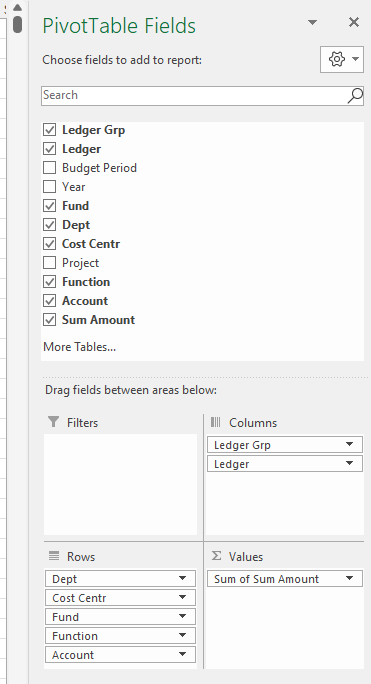 PivotTable Fields
Choose fields to add to report:
Search
Ledger Grp
Ledger
Budget Period
Year
Fund
Dept
Cost Centr
Project
Function
Account
Sum Amount
More Tables...
Drag fields between areas below:
Filters
Columns
Ledger Grp
Ledger
Rows
Dept
Cost Centr
Fund
Function
Account
Σ Values
Sum of Sum Amount